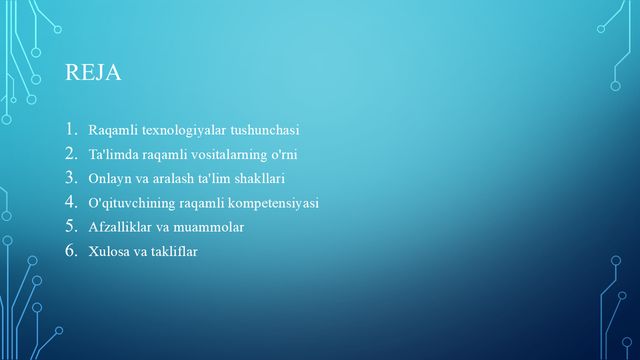 REJA
1. Raqamli texnologiyalar tushunchasi
2. Ta'limda raqamli vositalarning o'rni
3. Onlayn va aralash ta'lim shakllari
4. O'qituvchining raqamli kompetensiyasi
5. Afzalliklar va muammolar
6. Xulosa va takliflar